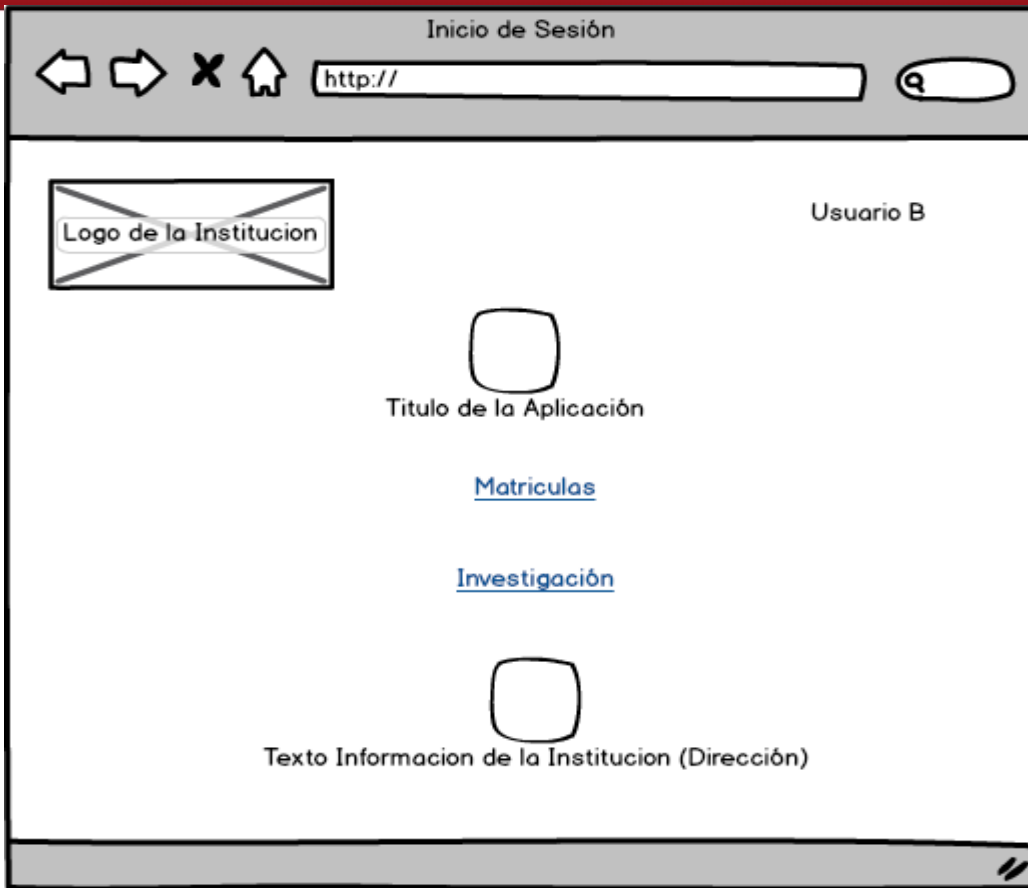 Inicio de Sesión
http://
Logo de la Institucion
Usuario B
Titulo de la Aplicación
Matriculas
Investigación
Texto Informacion de la Institucion (Dirección)